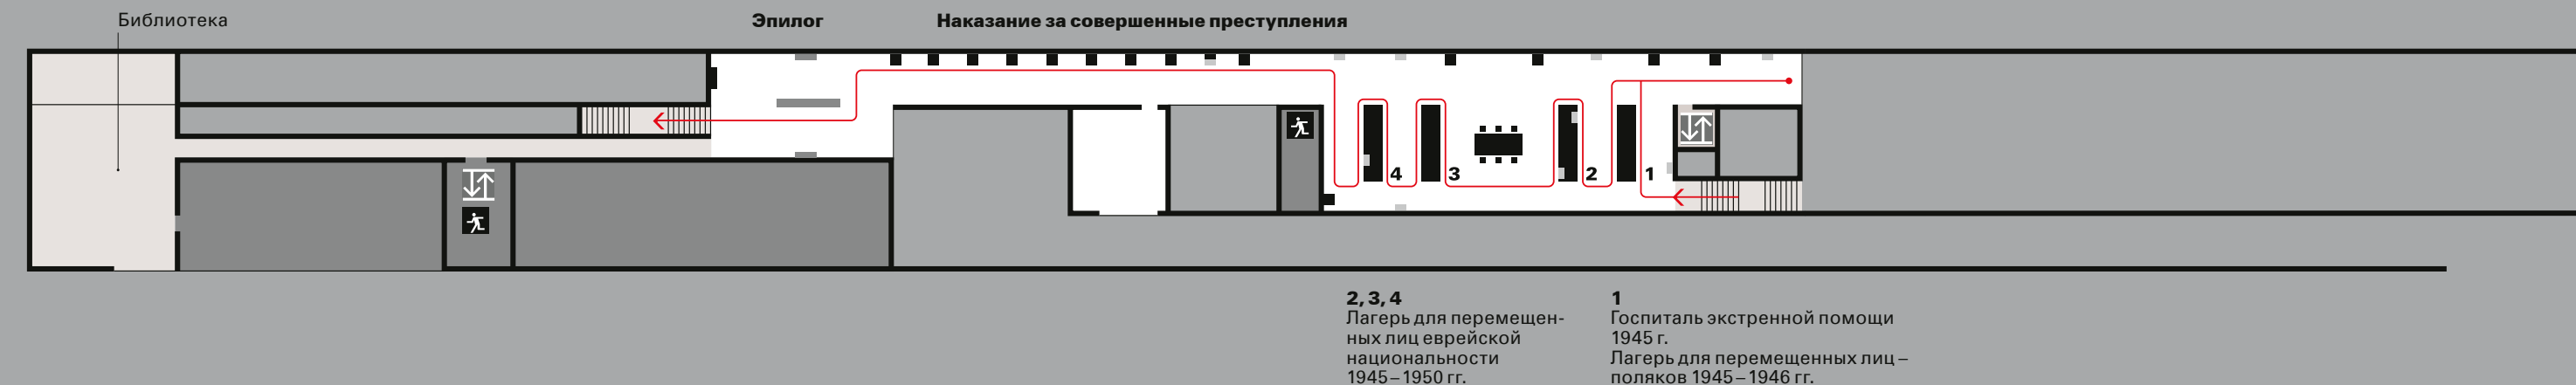 Библиотека
Эпилог
Наказание за совершенные преступления
4
3
2
1
2, 3, 4
Лагерь для перемещен-
ных лиц еврейской
национальности
1945–1950 гг.
1
Госпиталь экстренной помощи
1945 г.
Лагерь для перемещенных лиц –
поляков 1945–1946 гг.